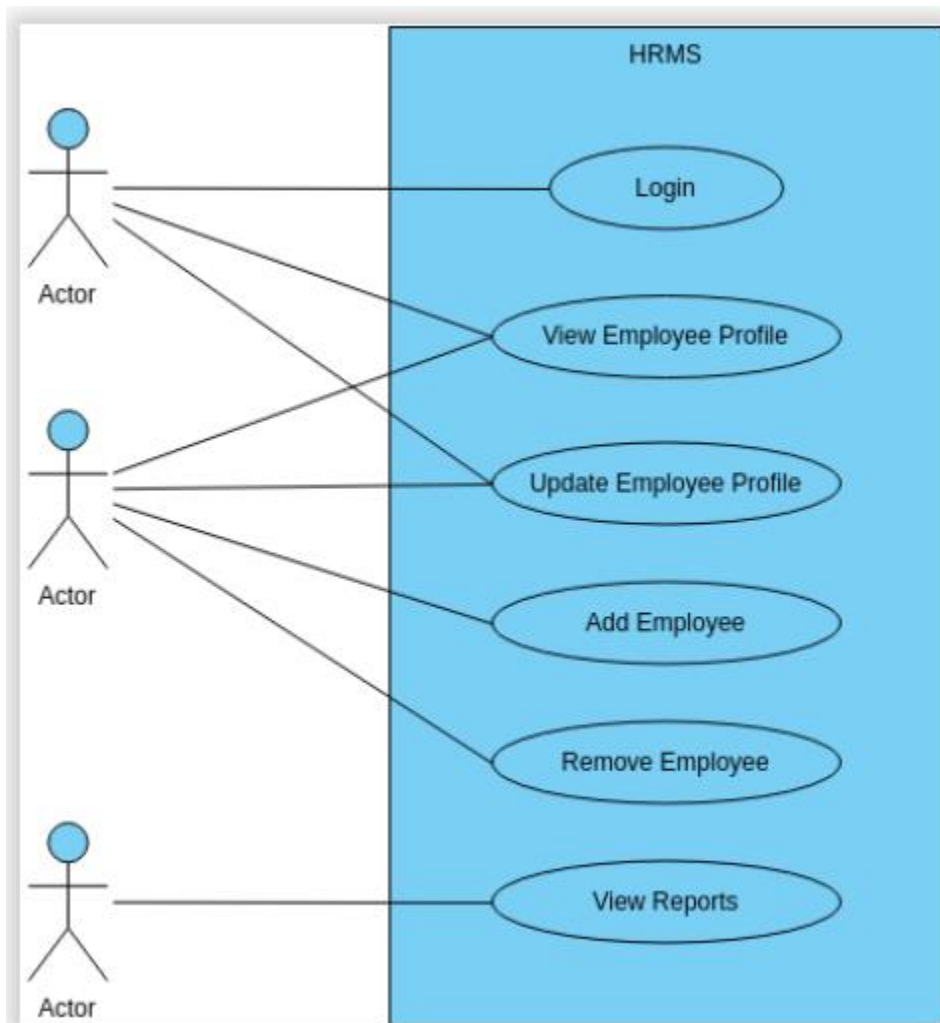 HRMS
Login
Actor
View Employee Profile
Update Employee Profile
Actor
Add Employee
Remove Employee
View Reports
Actor